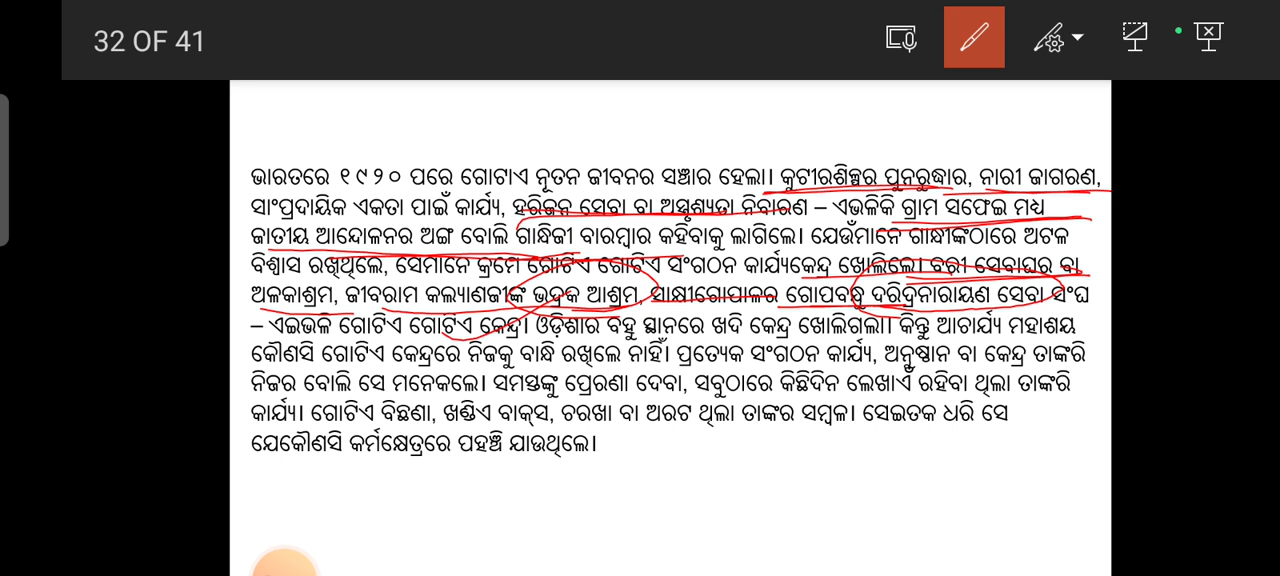 32 OF 41
ଭାରତରେ ୧୯୨୦ ପରେ ଗୋଟାଏ ନୂତନ ଜୀବନର ସଞ୍ଚାର ହେଲା। କୁଟୀରଶିଳ୍ପର ପୁନରୁଦ୍ଧାର, ନାରୀ ଜାଗରଣ,
ସାଂପ୍ରଦାୟିକ ଏକତା ପାଇଁ କାର୍ଯ୍ୟ, ହରିଜନ ସେବା ବା ଅସ୍ପୃଶ୍ୟତା ନିବାରଣ – ଏଭଳିକି ଗ୍ରାମ ସଫେଇ ମଧ୍ୟ
ଜାତୀୟ ଆନ୍ଦୋଳନର ଅଙ୍ଗ ବୋଲି ଗାନ୍ଧିଜୀ ବାରମ୍ବାର କହିବାକୁ ଲାଗିଲେ। ଯେଉଁମାନେ ଗାନ୍ଧୀଙ୍କଠାରେ ଅଟଳ
ବିଶ୍ୱାସ ରଖିଥିଲେ, ସେମାନେ କ୍ରମେ ଗୋଟିଏ ଗୋଟିଏ ସଂଗଠନ କାର୍ଯ୍ୟକେନ୍ଦ୍ର ଖୋଲିଲେ। ବରୀ ସେବାଘର ବା
ଅଳକାଶ୍ରମ, ଜୀବରାମ କଲ୍ୟାଣଜୀଙ୍କ ଭଦ୍ରକ ଆଶ୍ରମ, ସାକ୍ଷୀଗୋପାଳର ଗୋପବନ୍ଧୁ ଦରିଦ୍ରନାରାୟଣ ସେବା ସଂଘ
– ଏଇଭଳି ଗୋଟିଏ ଗୋଟିଏ କେନ୍ଦ୍ର। ଓଡ଼ିଶାର ବହୁ ସ୍ଥାନରେ ଖଦି କେନ୍ଦ୍ର ଖୋଲିଗଲା। କିନ୍ତୁ ଆଚାର୍ଯ୍ୟ ମହାଶୟ
କୌଣସି ଗୋଟିଏ କେନ୍ଦ୍ରରେ ନିଜକୁ ବାନ୍ଧି ରଖିଲେ ନାହିଁ। ପ୍ରତ୍ୟେକ ସଂଗଠନ କାର୍ଯ୍ୟ, ଅନୁଷ୍ଠାନ ବା କେନ୍ଦ୍ର ତାଙ୍କରି
ନିଜର ବୋଲି ସେ ମନେକଲେ। ସମସ୍ତଙ୍କୁ ପ୍ରେରଣା ଦେବା, ସବୁଠାରେ କିଛିଦିନ ଲେଖାଏଁ ରହିବା ଥିଲା ତାଙ୍କରି
କାର୍ଯ୍ୟ। ଗୋଟିଏ ବିଛଣା, ଖଣ୍ଡିଏ ବାକ୍ସ, ଚରଖା ବା ଅରଟ ଥିଲା ତାଙ୍କର ସମ୍ବଳ। ସେଇତକ ଧରି ସେ
ଯେକୌଣସି କର୍ମକ୍ଷେତ୍ରରେ ପହଞ୍ଚି ଯାଉଥିଲେ।